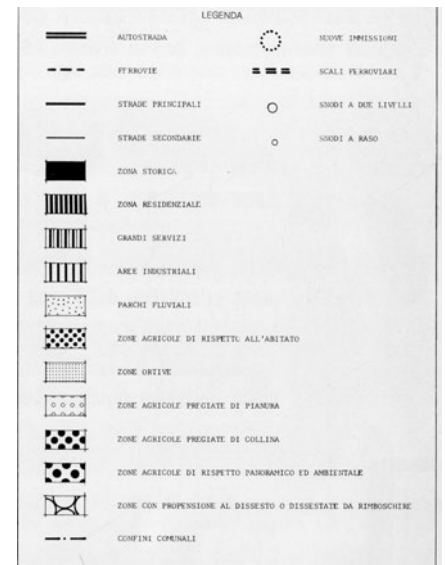 LEGENDA
AUTOSTRADA
NUOVE IMMISSIONI
FERROVIE
SCALI FERROVIARI
STRADE PRINCIPALI
SNODI A DUE LIVELLI
STRADE SECONDARIE
SNODI A RASO
ZONA STORICA
ZONA RESIDENZIALE
GRANDI SERVIZI
AREE INDUSTRIALI
PARCHI FLUVIALI
ZONE AGRICOLE DI RISPETTO ALL'ABITATO
ZONE ORTIVE
ZONE AGRICOLE PREGIATE DI PIANURA
ZONE AGRICOLE PREGIATE DI COLLINA
ZONE AGRICOLE DI RISPETTO PANORAMICO ED AMBIENTALE
ZONE CON PROPENSIONE AL DISSESTO O DISSESTATE DA RIMBOSCHIRE
CONFINI COMUNALI